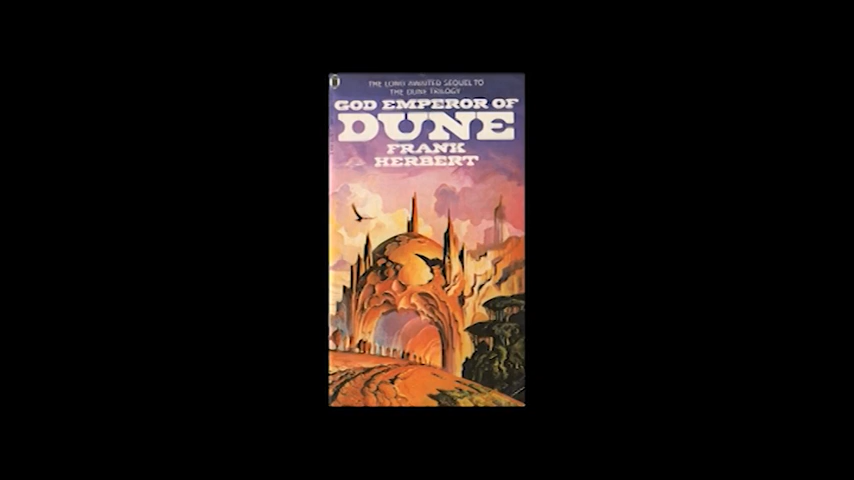 THE LONG AWAITED SEQUEL TO
THE DUNE TRILOGY
GOD EMPEROR OF
DUNE
FRANK
HERBERT